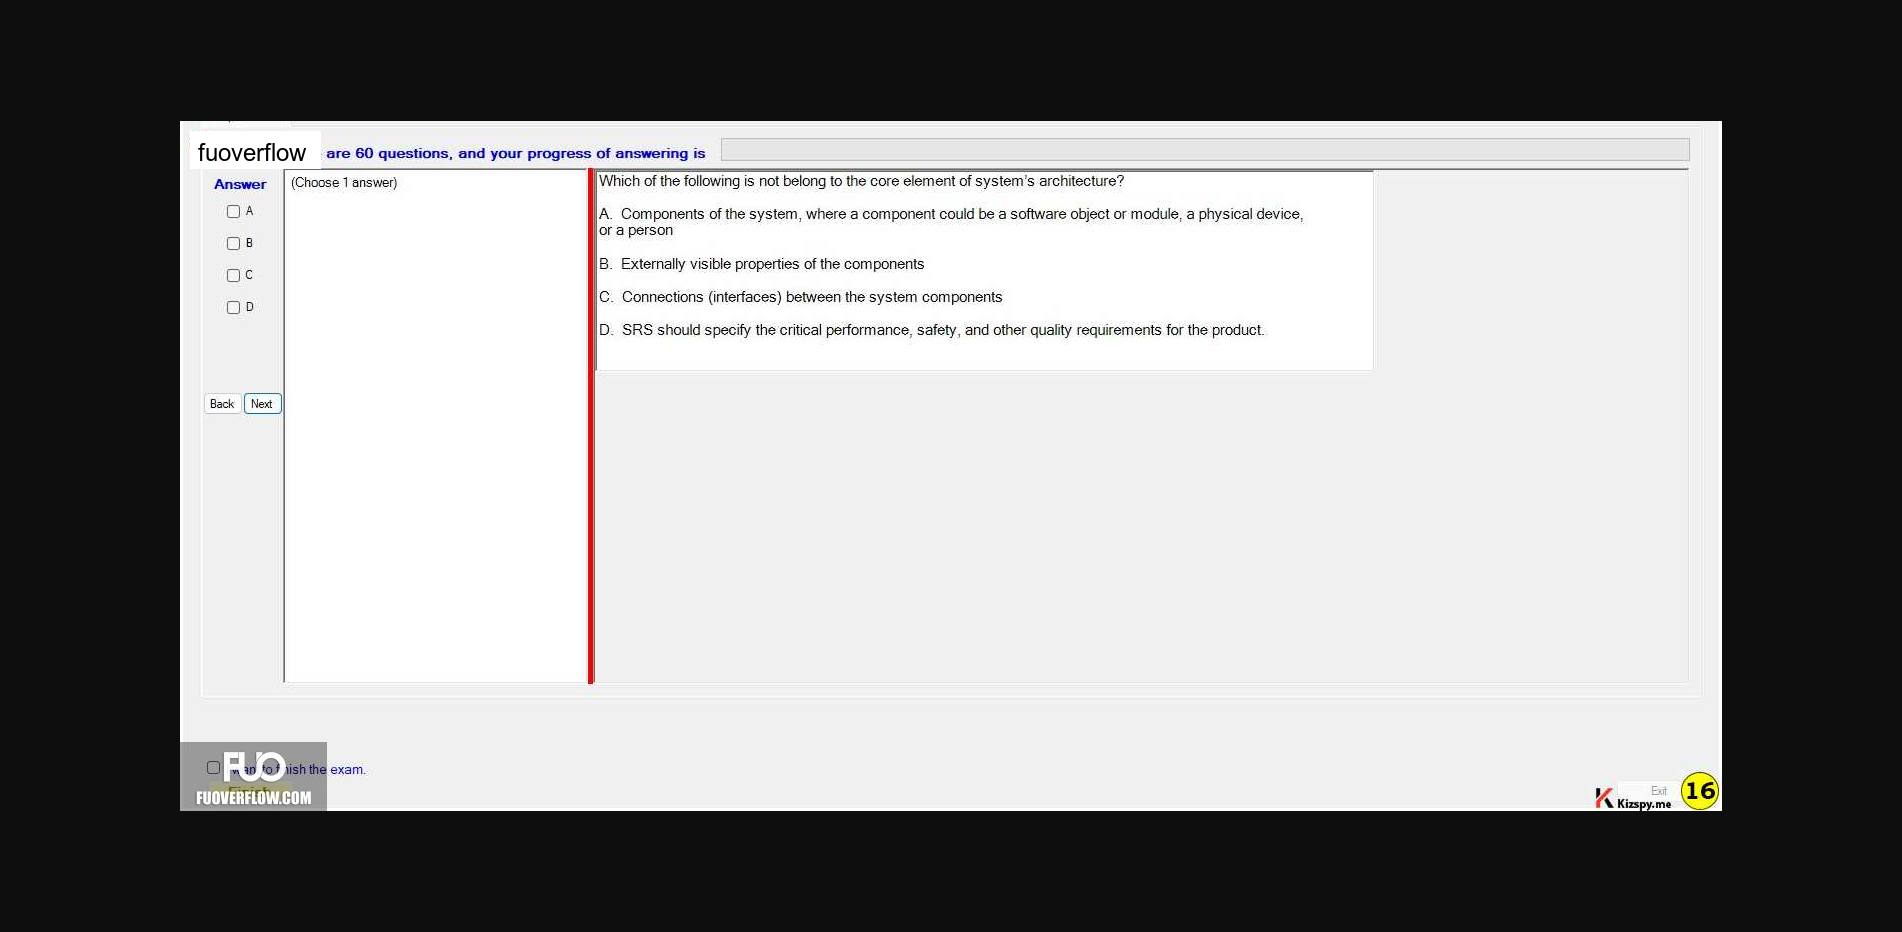 fuoverflow are 60 questions, and your progress of answering is
Answer
(Choose 1 answer)
A
B
C
D
Back Next
Which of the following is not belong to the core element of system's architecture?
A. Components of the system, where a component could be a software object or module, a physical device,
or a person
B. Externally visible properties of the components
C. Connections (interfaces) between the system components
D. SRS should specify the critical performance, safety, and other quality requirements for the product.
FUO
want to finish the exam.
Finish
FUOVERFLOW.COM
Exit
Kizspy.me
16